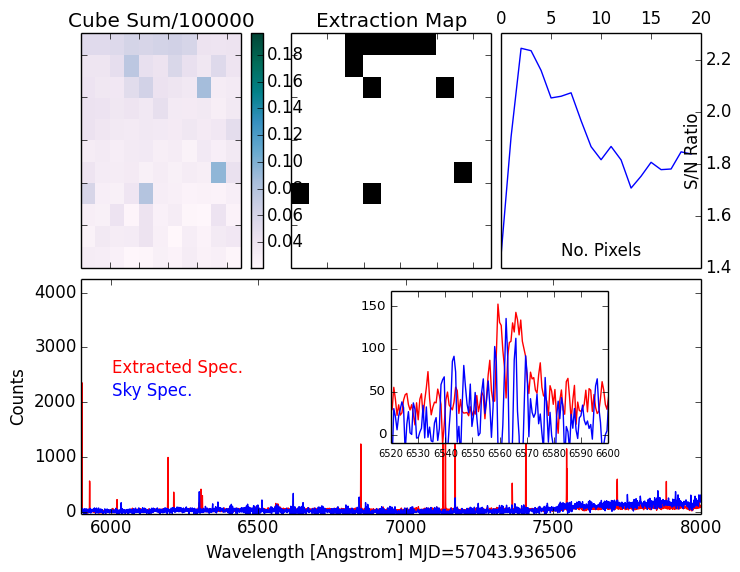 Cube Sum/100000
Extraction Map
0 5 10 15 20
0.18
0.16
0.14
0.12
0.10
0.08
0.06
0.04
2.2
2.0
1.8
1.6
1.4
S/N Ratio
No. Pixels
4000
3000
2000
1000
0
Counts
Extracted Spec.
Sky Spec.
150
100
50
0
6520 6530 6540 6550 6560 6570 6580 6590 6600
6000 6500 7000 7500 8000
Wavelength [Angstrom] MJD=57043.936506